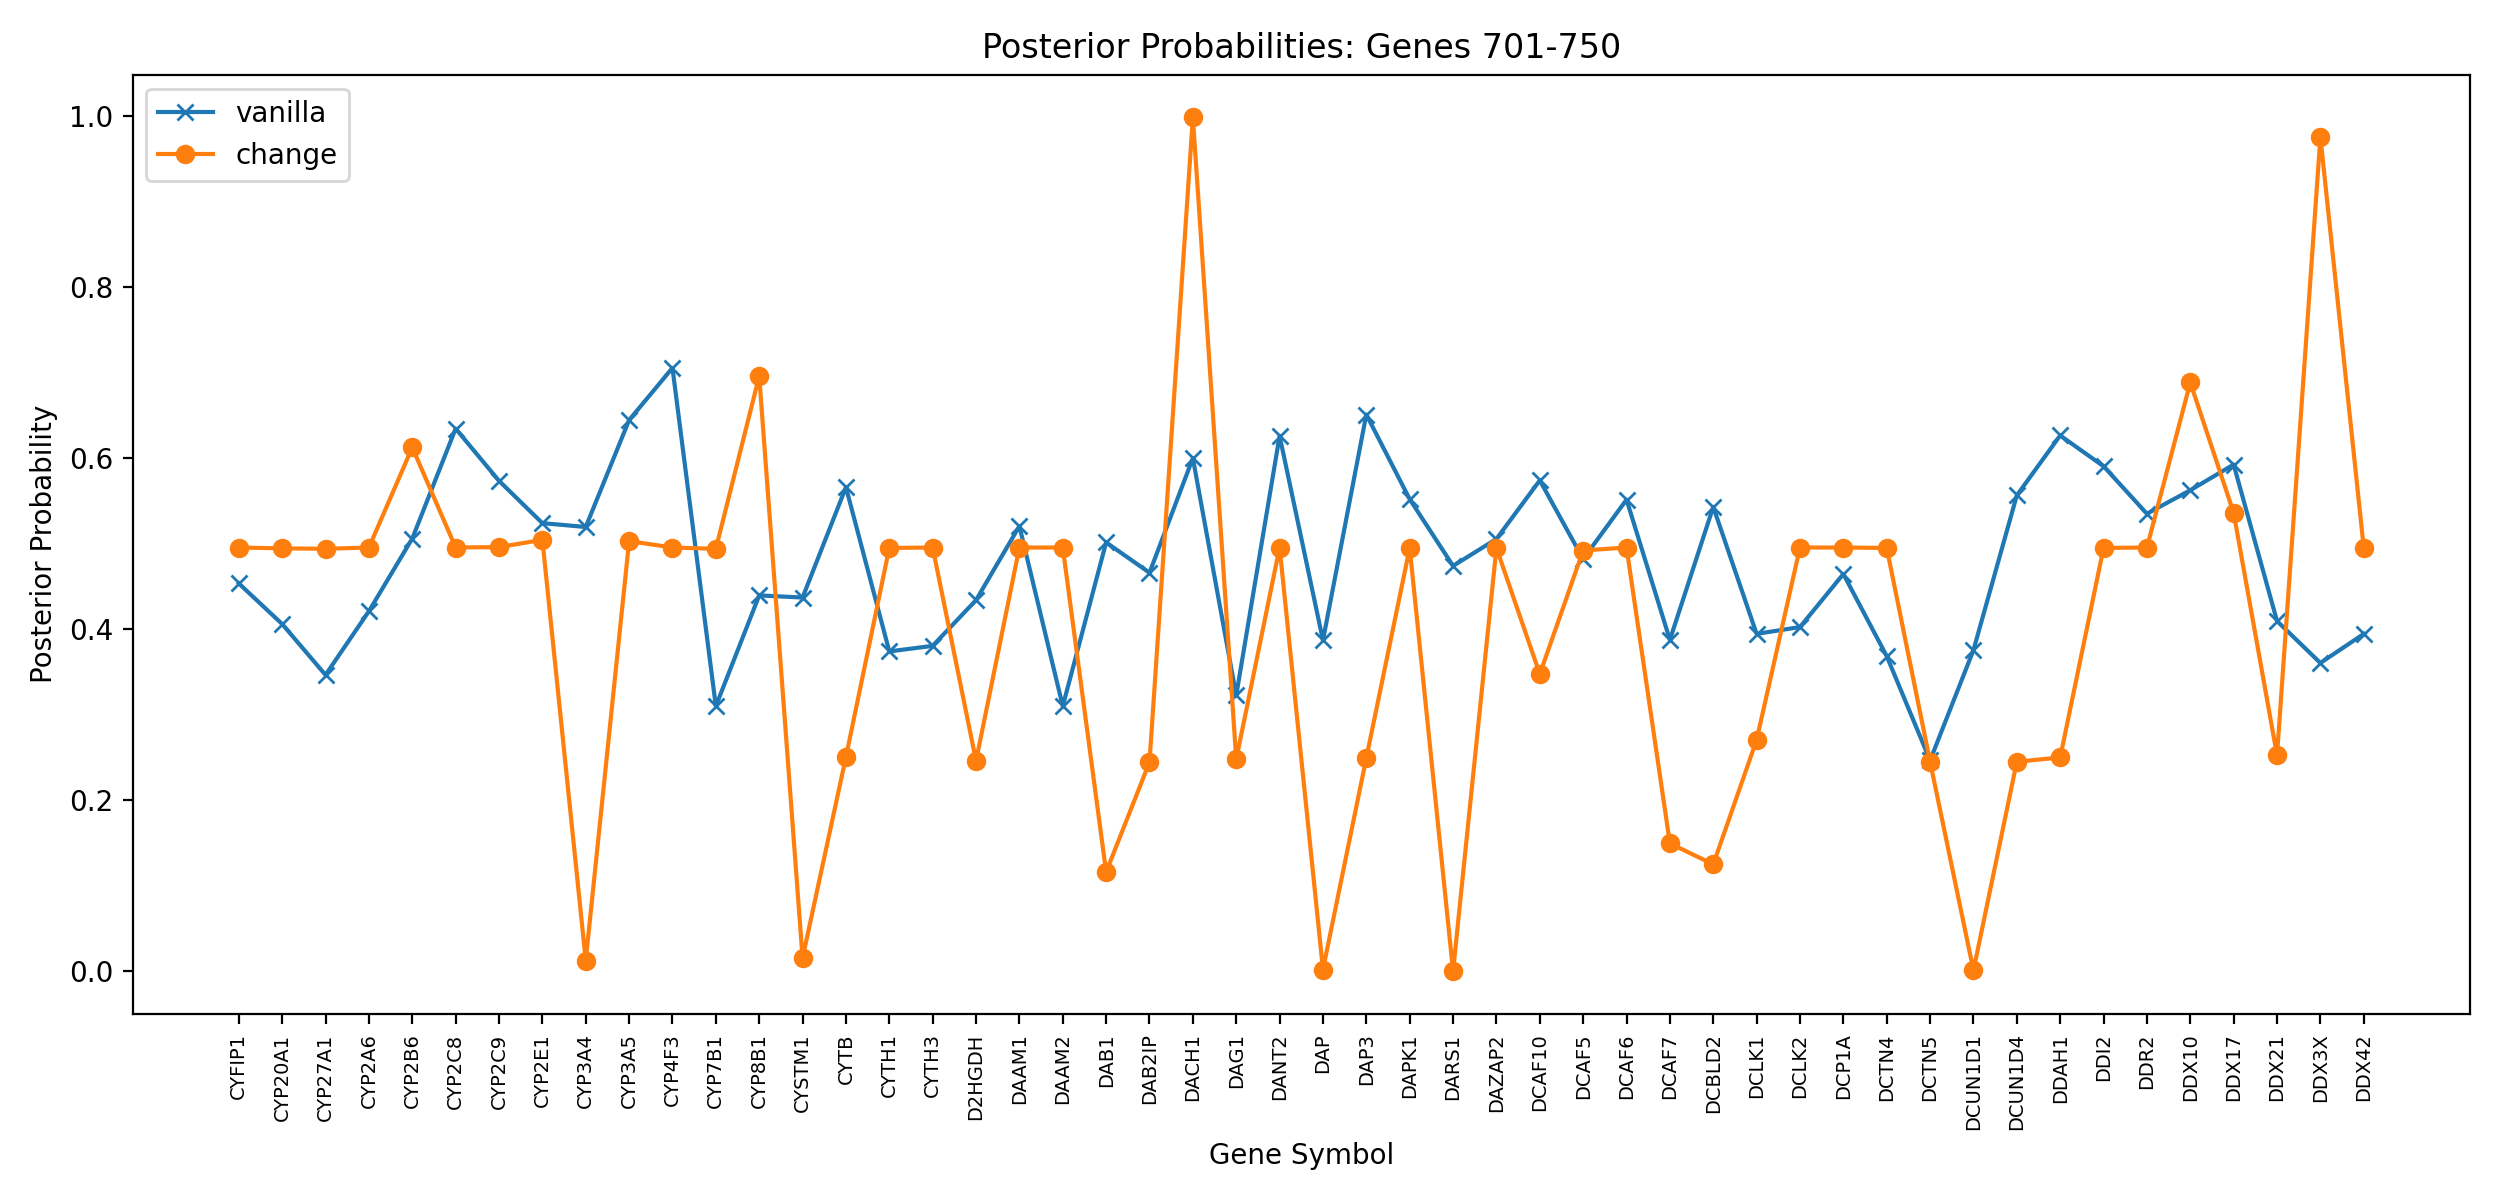 Posterior Probabilities: Genes 701-750
vanilla
change
Posterior Probability
1.0
0.8
0.6
0.4
0.2
0.0
CYFIP1
CYP20A1
CYP27A1
CYP2A6
CYP2B6
CYP2C8
CYP2C9
CYP2E1
CYP3A4
CYP3A5
CYP4F3
CYP7B1
CYP8B1
CYSTM1
CYTB
CYTH1
CYTH3
D2HGDH
DAAM1
DAAM2
DAB1
DAB2IP
DACH1
DAG1
DANT2
DAP
DAP3
DAPK1
DARS1
DAZAP2
DCAF10
DCAF5
DCAF6
DCAF7
DCBLD2
DCLK1
DCLK2
DCP1A
DCTN4
DCTN5
DCUN1D1
DCUN1D4
DDAH1
DDI2
DDR2
DDX10
DDX17
DDX21
DDX3X
DDX42
Gene Symbol